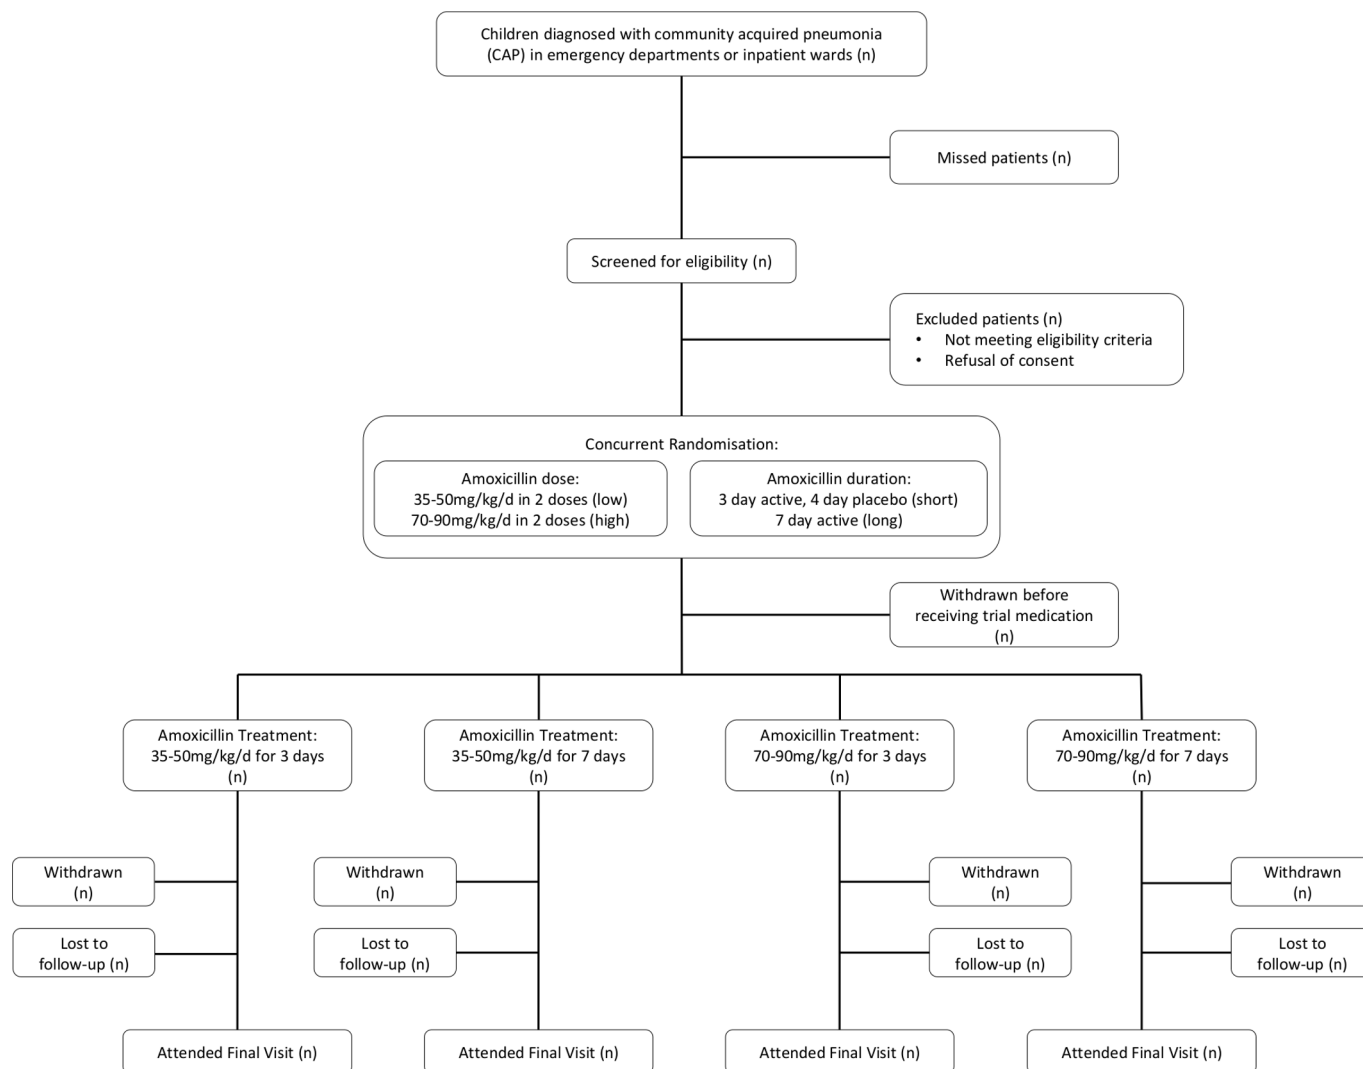 Children diagnosed with community acquired pneumonia
(CAP) in emergency departments or inpatient wards (n)
Missed patients (n)
Screened for eligibility (n)
Excluded patients (n)
• Not meeting eligibility criteria
• Refusal of consent
Concurrent Randomisation:
Amoxicillin dose:
35-50mg/kg/d in 2 doses (low)
70-90mg/kg/d in 2 doses (high)
Amoxicillin duration:
3 day active, 4 day placebo (short)
7 day active (long)
Withdrawn before
receiving trial medication
(n)
Amoxicillin Treatment:
35-50mg/kg/d for 3 days
(n)
Amoxicillin Treatment:
35-50mg/kg/d for 7 days
(n)
Amoxicillin Treatment:
70-90mg/kg/d for 3 days
(n)
Amoxicillin Treatment:
70-90mg/kg/d for 7 days
(n)
Withdrawn
(n)
Withdrawn
(n)
Withdrawn
(n)
Withdrawn
(n)
Lost to
follow-up (n)
Lost to
follow-up (n)
Lost to
follow-up (n)
Lost to
follow-up (n)
Attended Final Visit (n)
Attended Final Visit (n)
Attended Final Visit (n)
Attended Final Visit (n)